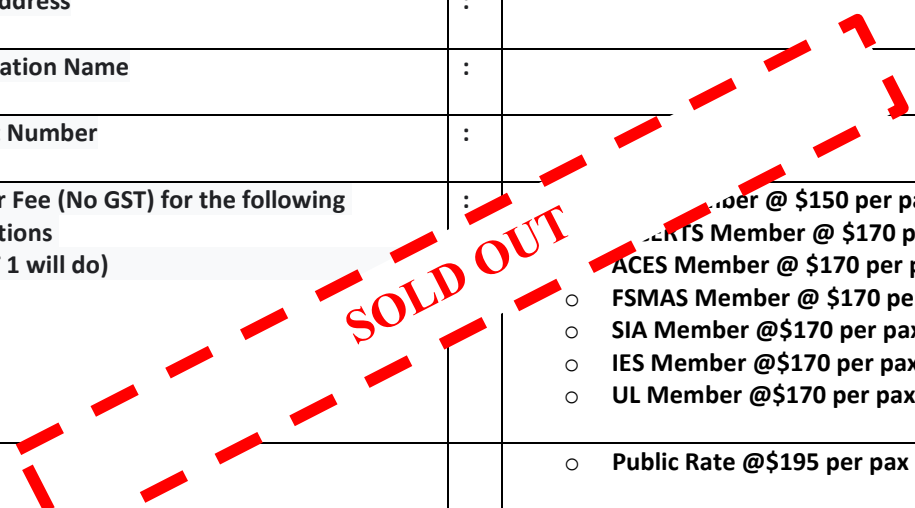 ddress :
ation Name :
Number :
r Fee (No GST) for the following :
tions
1 will do)
ber @ $150 per pa
ERTS Member @ $170 p
ACES Member @ $170 per p
○ FSMAS Member @ $170 pe
○ SIA Member @$170 per pax
○ IES Member @$170 per pax
○ UL Member @$170 per pax
SOLD OUT
○ Public Rate @$195 per pax